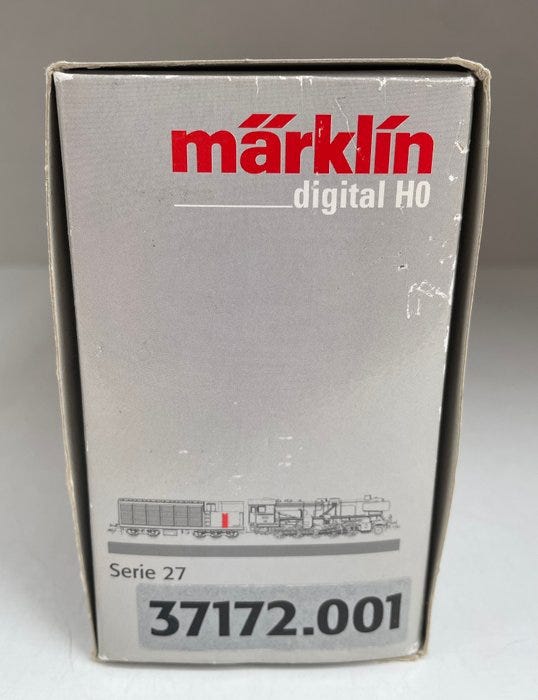 märklin
digital H0
Serie 27
37172.001